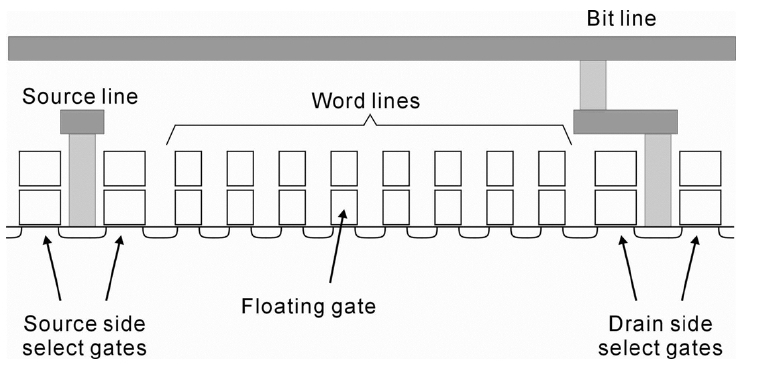 Bit line
Source line
Word lines
Floating gate
Source side
select gates
Drain side
select gates